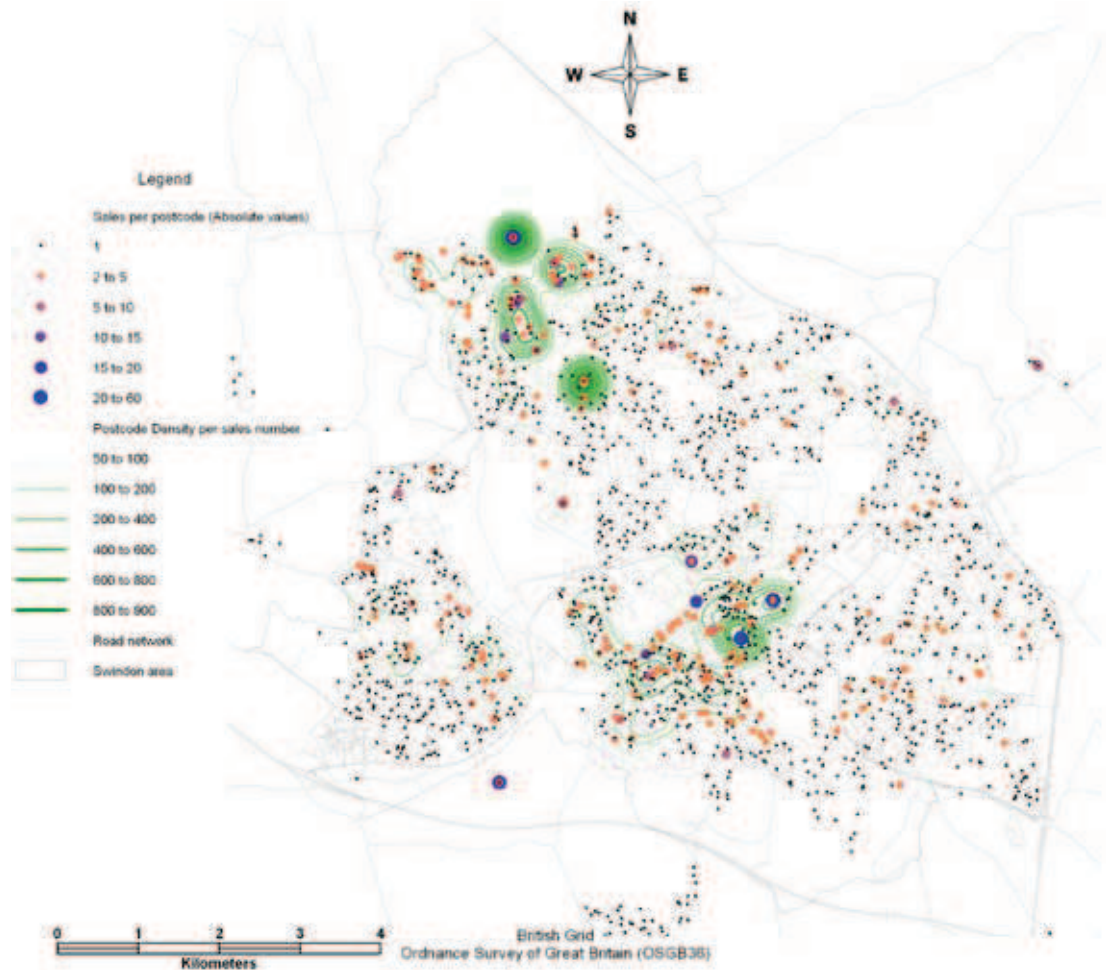 N
W E
S
Legend
Sales per postcode (Absolute values)
1
2 to 5
5 to 10
10 to 15
15 to 20
20 to 60
Postcode Density per sales number
50 to 100
100 to 200
200 to 400
400 to 600
600 to 800
800 to 900
Road network
Swindon area
0 1 2 3 4
Kilometers
British Grid
Ordnance Survey of Great Britain (OSGB36)